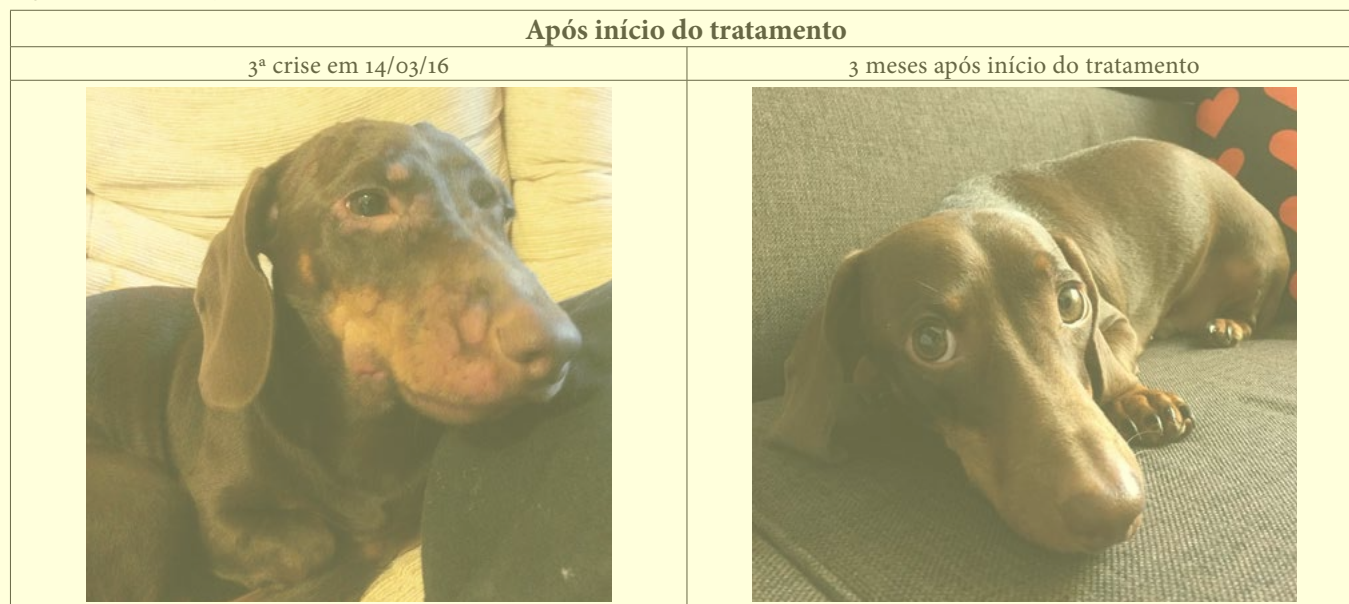 Após início do tratamento
3ª crise em 14/03/16
3 meses após início do tratamento